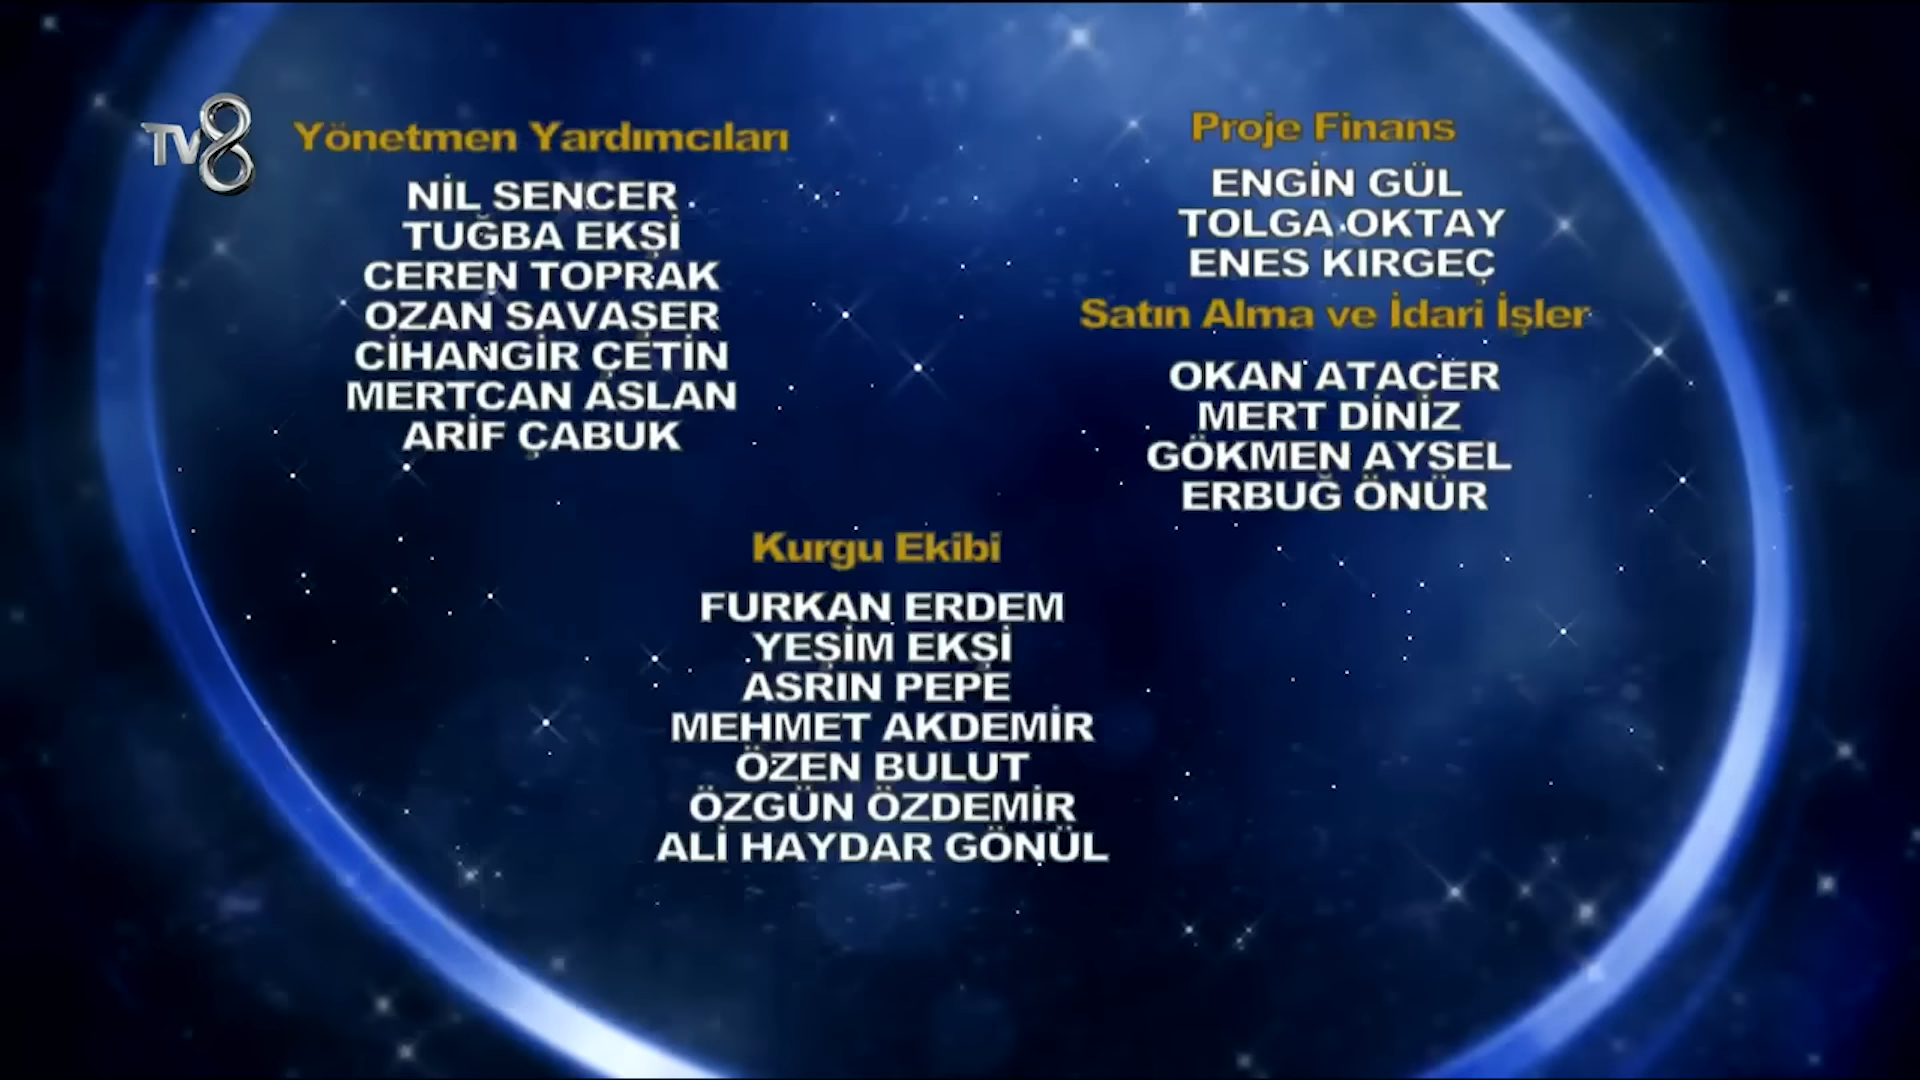 TV8
Yönetmen Yardımcıları
NİL SENCER
TUĞBA EKŞİ
CEREN TOPRAK
OZAN SAVAŞER
CİHANGİR ÇETİN
MERTCAN ASLAN
ARİF ÇABUK
Proje Finans
ENGİN GÜL
TOLGA OKTAY
ENES KIRGEÇ
Satın Alma ve İdari İşler
OKAN ATAÇER
MERT DİNİZ
GÖKMEN AYSEL
ERBUĞ ÖNÜR
Kurgu Ekibi
FURKAN ERDEM
YEŞİM EKŞİ
ASRIN PEPE
MEHMET AKDEMİR
ÖZEN BULUT
ÖZGÜN ÖZDEMİR
ALİ HAYDAR GÖNÜL